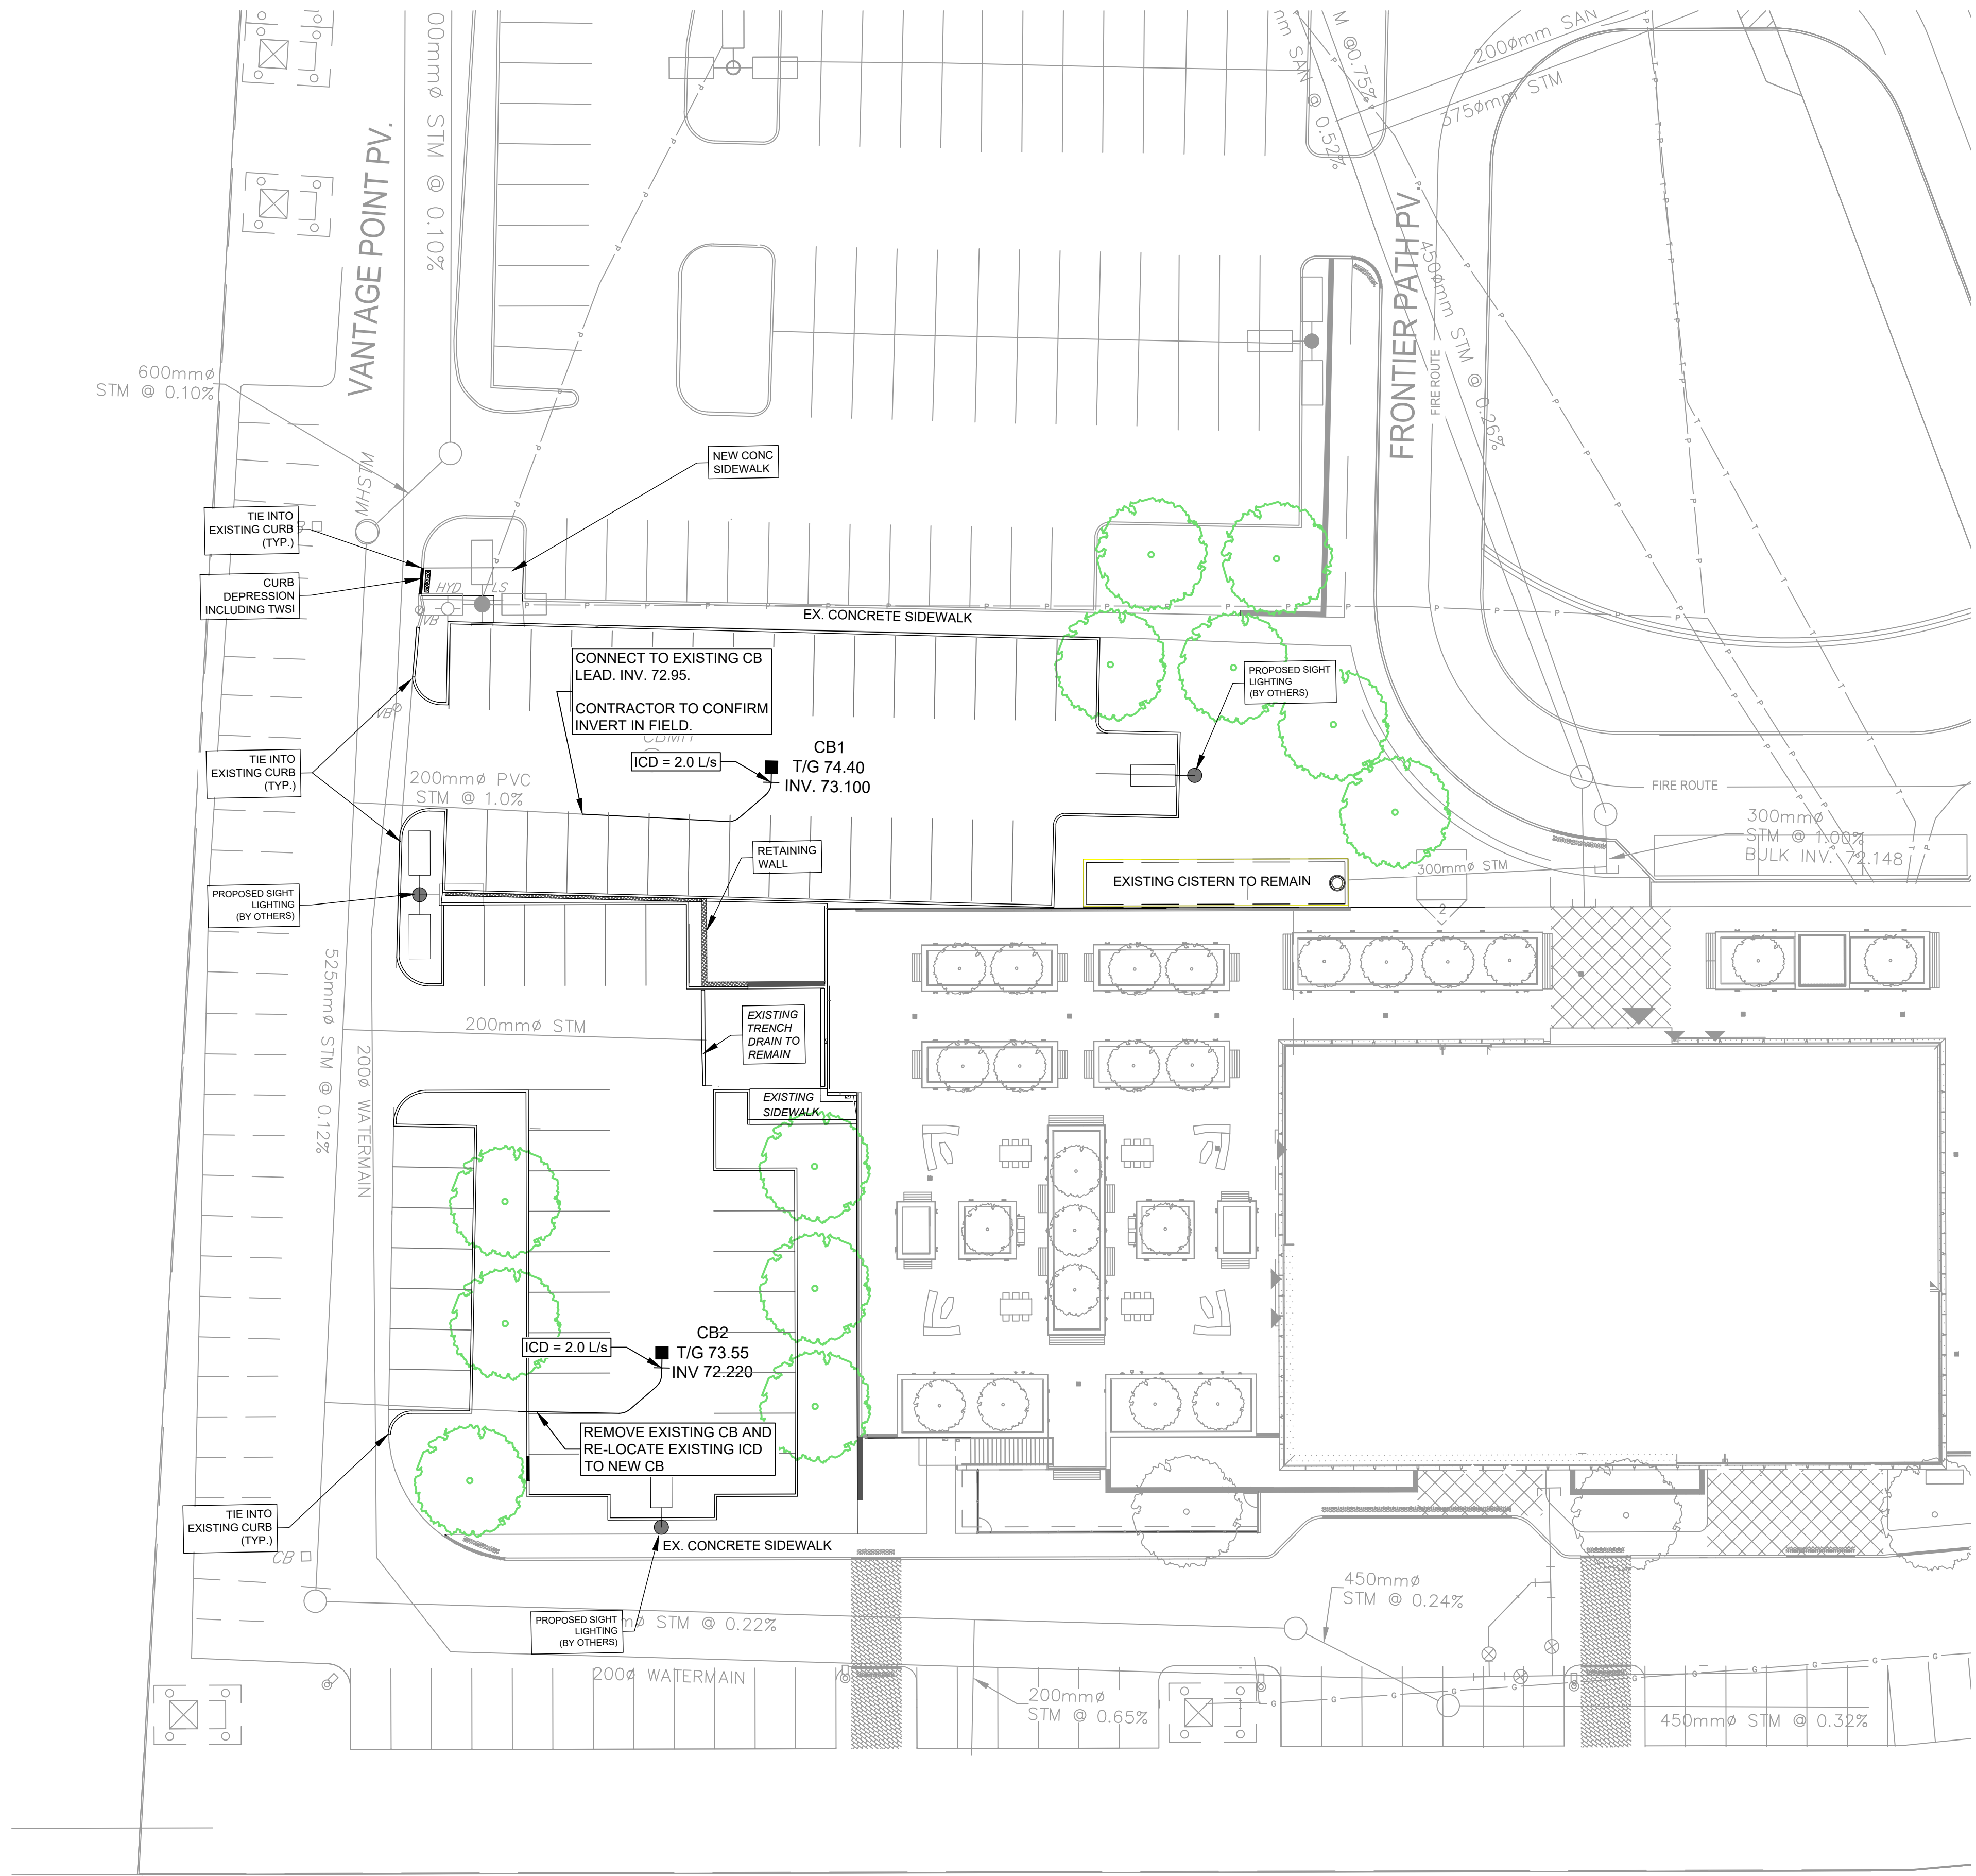 VANTAGE POINT PV.
00mmø STM @ 0.10%
mm SAN @ 0.52%
M @0.75%
200ømm SAN
375ømm STM
FRONTIER PATH PV.
FIRE ROUTE
450ømm STM @ 0.26%
600mmø
STM @ 0.10%
MHSTM
NEW CONC
SIDEWALK
TIE INTO
EXISTING CURB
(TYP.)
CURB
DEPRESSION
INCLUDING TWSI
HYD
LS
VB
EX. CONCRETE SIDEWALK
CONNECT TO EXISTING CB
LEAD. INV. 72.95.
CONTRACTOR TO CONFIRM
INVERT IN FIELD.
PROPOSED SIGHT
LIGHTING
(BY OTHERS)
VB
CBMH
CB1
T/G 74.40
INV. 73.100
ICD = 2.0 L/s
TIE INTO
EXISTING CURB
(TYP.)
200mmø PVC
STM @ 1.0%
FIRE ROUTE
300mmø
STM @ 1.00%
BULK INV. 72.148
RETAINING
WALL
300mmø STM
EXISTING CISTERN TO REMAIN
PROPOSED SIGHT
LIGHTING
(BY OTHERS)
2
525mmø STM @ 0.12%
200ø WATERMAIN
200mmø STM
EXISTING
TRENCH
DRAIN TO
REMAIN
EXISTING
SIDEWALK
CB2
T/G 73.55
INV 72.220
ICD = 2.0 L/s
REMOVE EXISTING CB AND
RE-LOCATE EXISTING ICD
TO NEW CB
TIE INTO
EXISTING CURB
(TYP.)
CB
EX. CONCRETE SIDEWALK
PROPOSED SIGHT
LIGHTING
(BY OTHERS)
mø STM @ 0.22%
450mmø
STM @ 0.24%
200ø WATERMAIN
200mmø
STM @ 0.65%
450mmø STM @ 0.32%